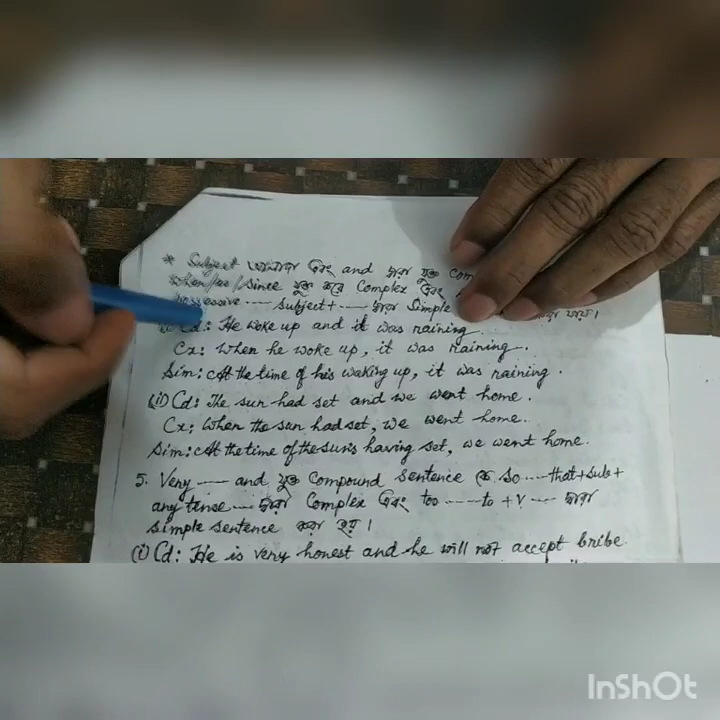 * Subject এবং and দ্বারা যুক্ত com
when/as/since যুক্ত করে Complex এবং
possessive ---- subject+ ---- দ্বারা Simple করা যায়।
(i) Cd: He woke up and it was raining.
Cx: When he woke up, it was raining.
Sim: At the time of his waking up, it was raining.
(ii) Cd: The sun had set and we went home.
Cx: When the sun had set, we went home.
Sim: At the time of the sun's having set, we went home.
5. Very ---- and যুক্ত compound sentence কে so ---- that + sub +
any tense --- দ্বারা Complex এবং too ---- to + V --- দ্বারা
simple sentence করা হয়।
(i) Cd: He is very honest and he will not accept bribe.
InShOt